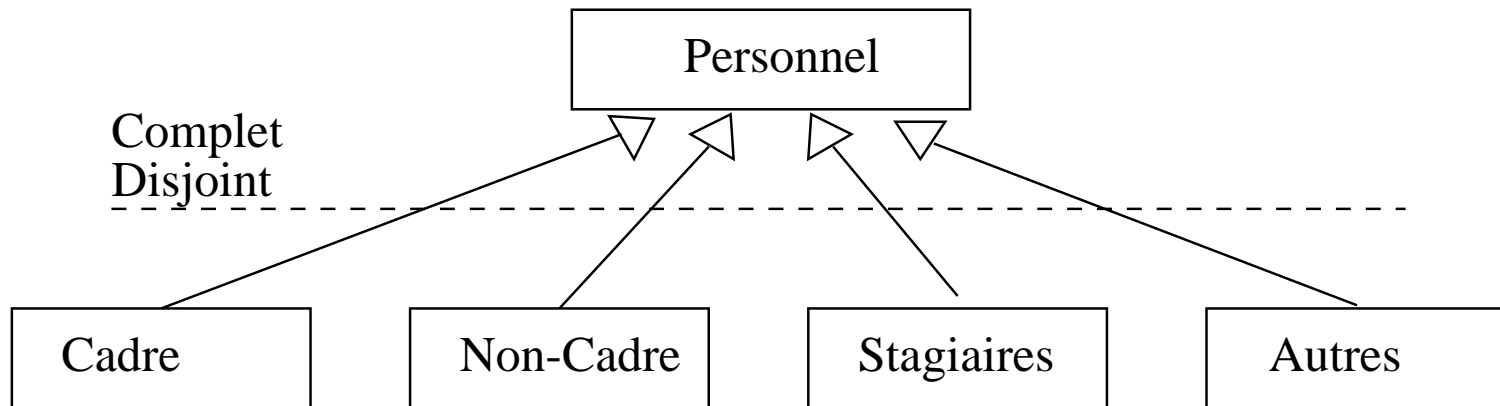 Personnel
Complet
Disjoint
Cadre
Non-Cadre
Stagiaires
Autres